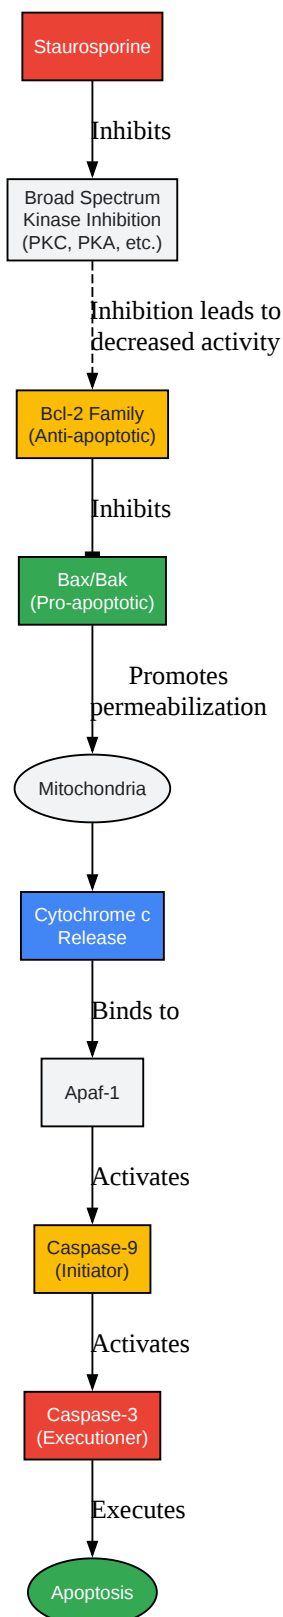 Staurosporine
Inhibits
Broad Spectrum
Kinase Inhibition
(PKC, PKA, etc.)
Inhibition leads to
decreased activity
Bcl-2 Family
(Anti-apoptotic)
Inhibits
Bax/Bak
(Pro-apoptotic)
Promotes
permeabilization
Mitochondria
Cytochrome c
Release
Binds to
Apaf-1
Activates
Caspase-9
(Initiator)
Activates
Caspase-3
(Executioner)
Executes
Apoptosis